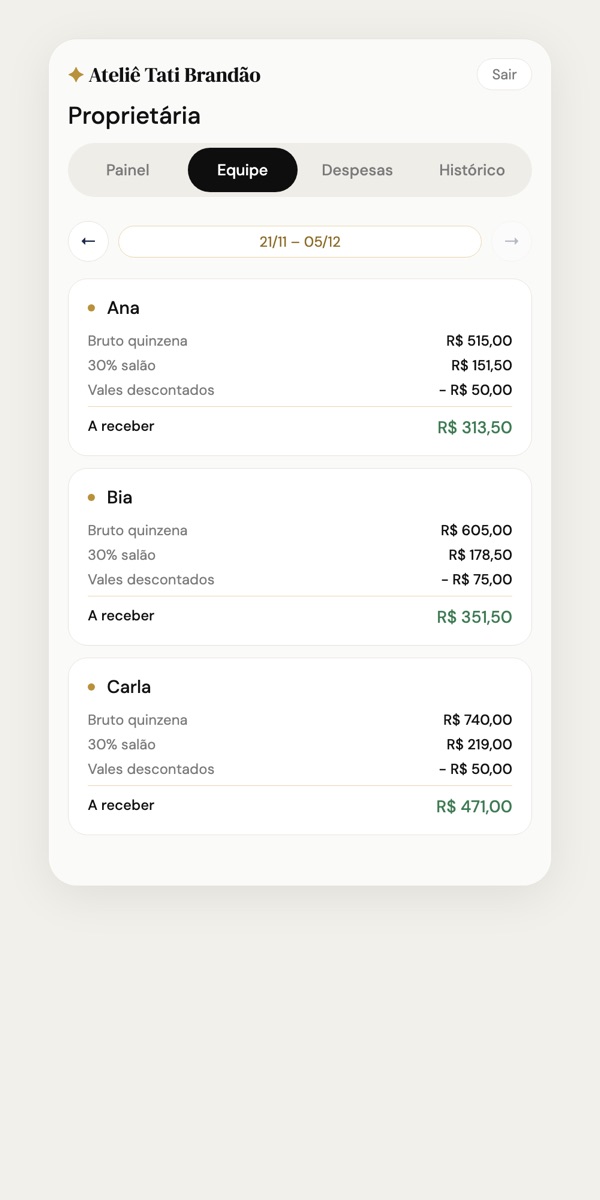 ✦ Ateliê Tati Brandão
Sair
Proprietária
Painel Equipe Despesas Histórico
← 21/11 – 05/12 →
Ana
Bruto quinzena R$ 515,00
30% salão R$ 151,50
Vales descontados – R$ 50,00
A receber R$ 313,50
Bia
Bruto quinzena R$ 605,00
30% salão R$ 178,50
Vales descontados – R$ 75,00
A receber R$ 351,50
Carla
Bruto quinzena R$ 740,00
30% salão R$ 219,00
Vales descontados – R$ 50,00
A receber R$ 471,00